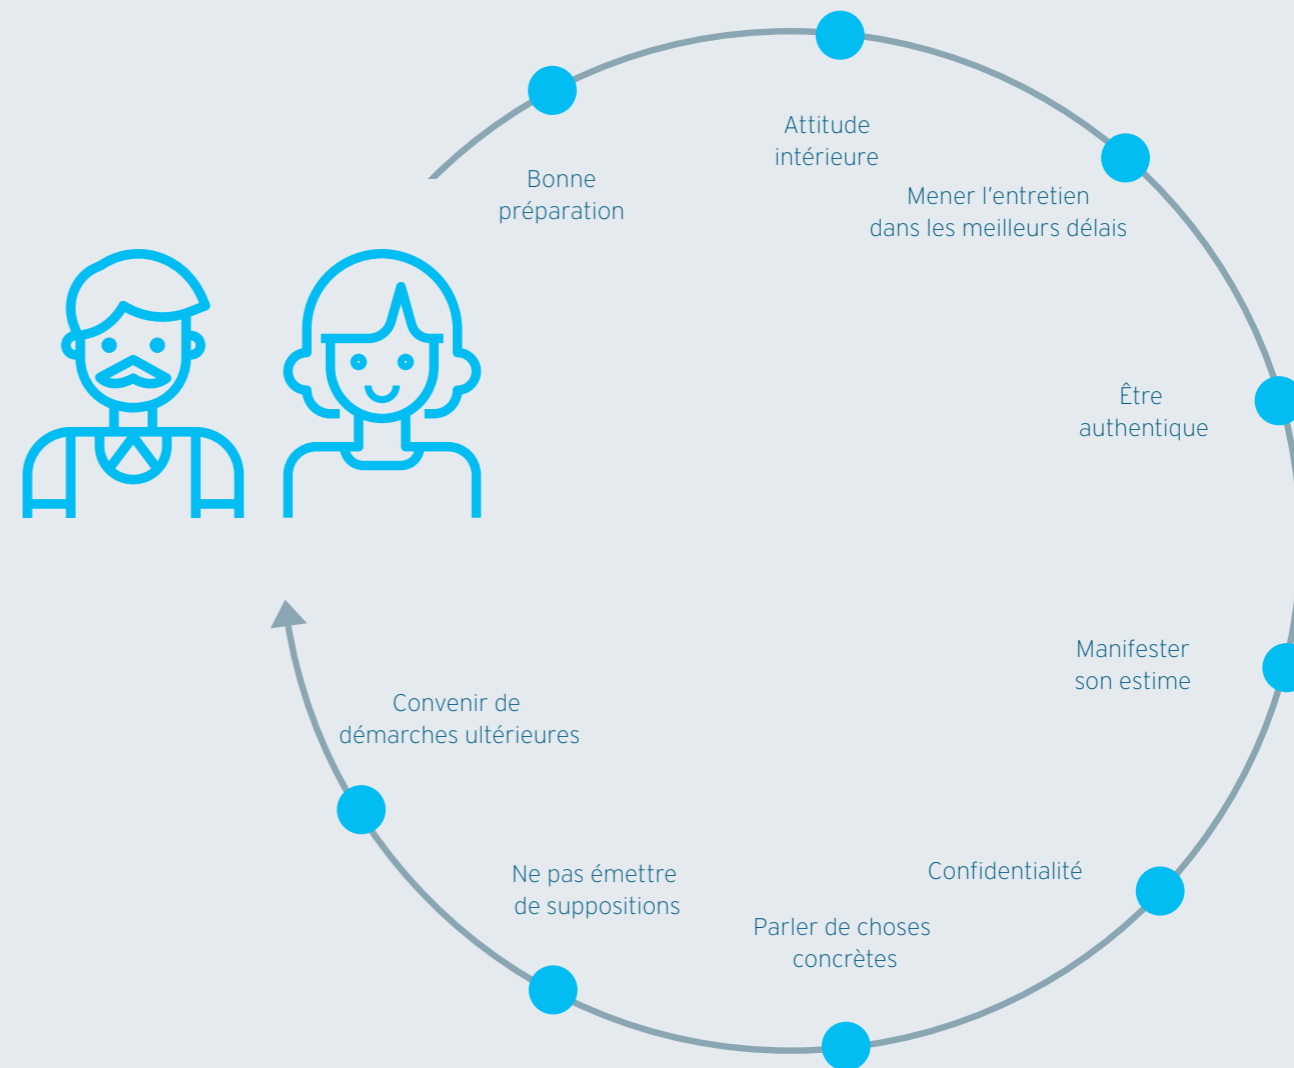 Bonne
préparation
Attitude
intérieure
Mener l’entretien
dans les meilleurs délais
Être
authentique
Manifester
son estime
Confidentialité
Parler de choses
concrètes
Ne pas émettre
de suppositions
Convenir de
démarches ultérieures